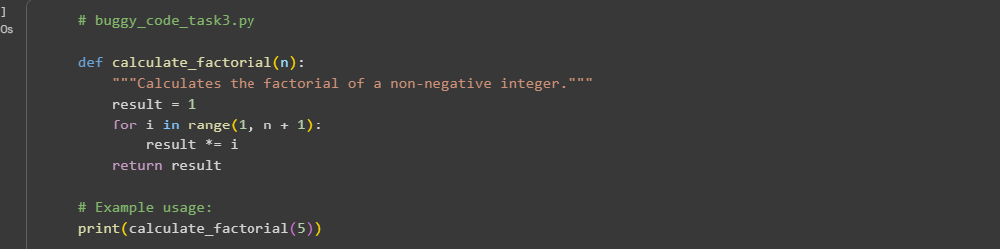 ]
0s
# buggy_code_task3.py
def calculate_factorial(n):
"""Calculates the factorial of a non-negative integer."""
result = 1
for i in range(1, n + 1):
result *= i
return result
# Example usage:
print(calculate_factorial(5))